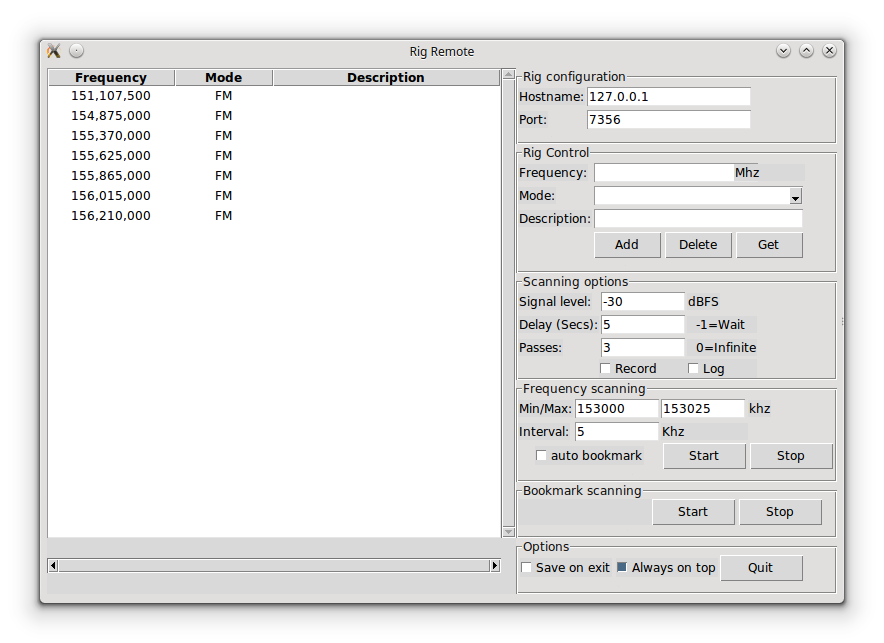 Rig Remote
Frequency Mode Description
151,107,500 FM
154,875,000 FM
155,370,000 FM
155,625,000 FM
155,865,000 FM
156,015,000 FM
156,210,000 FM
Rig configuration
Hostname: 127.0.0.1
Port: 7356
Rig Control
Frequency: Mhz
Mode:
Description:
Add Delete Get
Scanning options
Signal level: -30 dBFS
Delay (Secs): 5 -1=Wait
Passes: 3 0=Infinite
Record Log
Frequency scanning
Min/Max: 153000 153025 khz
Interval: 5 Khz
auto bookmark Start Stop
Bookmark scanning
Start Stop
Options
Save on exit Always on top Quit